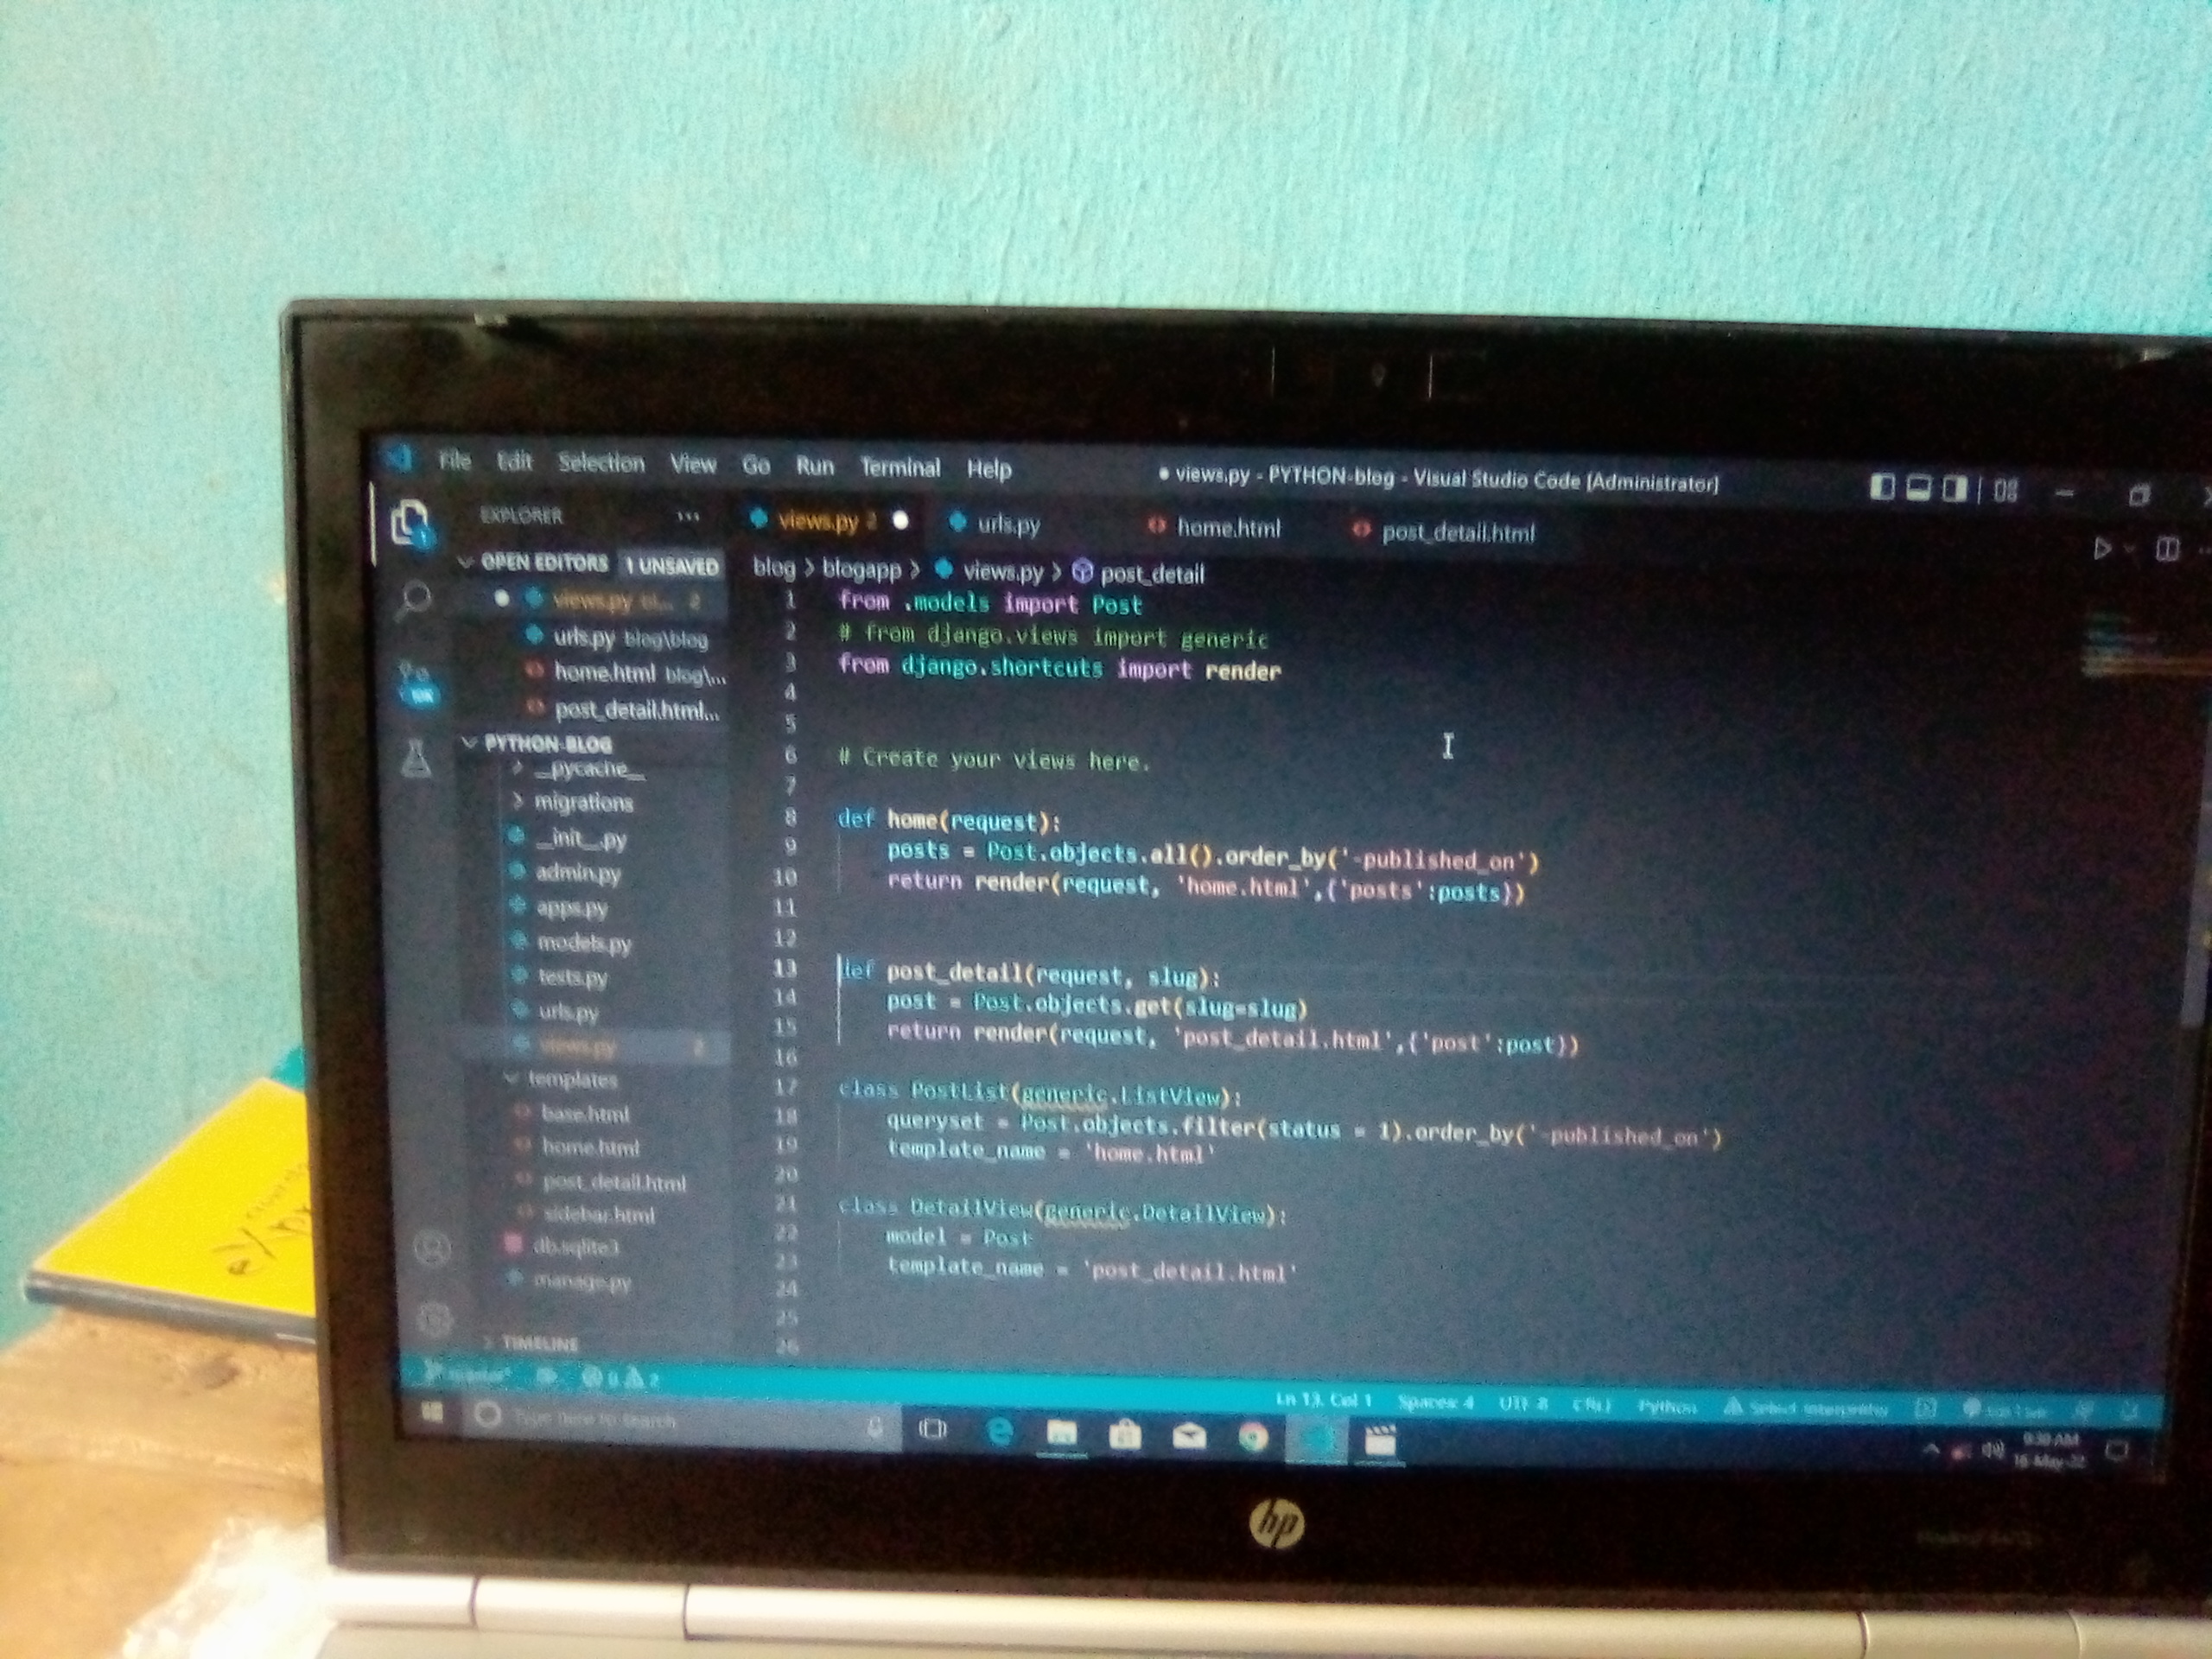 File Edit Selection View Go Run Terminal Help
views.py - PYTHON-blog - Visual Studio Code [Administrator]
EXPLORER ...
views.py 2
urls.py
home.html
post_detail.html
OPEN EDITORS 1 UNSAVED
views.py 2
urls.py blog\blog
home.html blog\...
post_detail.html...
PYTHON-BLOG
__pycache__
migrations
__init__.py
admin.py
apps.py
models.py
tests.py
urls.py
views.py 2
templates
base.html
home.html
post_detail.html
sidebar.html
db.sqlite3
manage.py
TIMELINE
blog > blogapp > views.py > post_detail
1 from .models import Post
2 # from django.views import generic
3 from django.shortcuts import render
4
5
6 # Create your views here.
7
8 def home(request):
9 posts = Post.objects.all().order_by('-published_on')
10 return render(request, 'home.html',{'posts':posts})
11
12
13 def post_detail(request, slug):
14 post = Post.objects.get(slug=slug)
15 return render(request, 'post_detail.html',{'post':post})
16
17 class PostList(generic.ListView):
18 queryset = Post.objects.filter(status = 1).order_by('-published_on')
19 template_name = 'home.html'
20
21 class DetailView(generic.DetailView):
22 model = Post
23 template_name = 'post_detail.html'
24
25
26
master* 0 2
Ln 13, Col 1 Spaces: 4 UTF-8 CRLF Python Select Interpreter
Type here to search
9:30 AM
16-May-22
hp